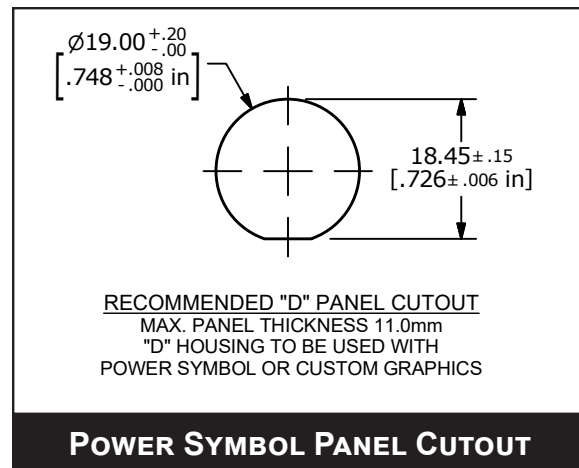 Ø19.00 +.20 -.00
[.748 +.008 -.000 in]
18.45± .15
[.726± .006 in]
RECOMMENDED "D" PANEL CUTOUT
MAX. PANEL THICKNESS 11.0mm
"D" HOUSING TO BE USED WITH
POWER SYMBOL OR CUSTOM GRAPHICS
POWER SYMBOL PANEL CUTOUT